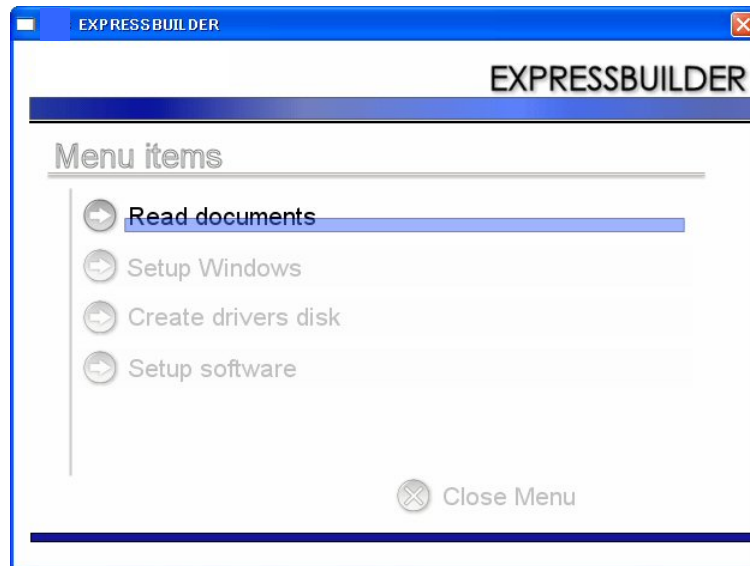 EXPRESSBUILDER
EXPRESSBUILDER
Menu items
Read documents
Setup Windows
Create drivers disk
Setup software
Close Menu